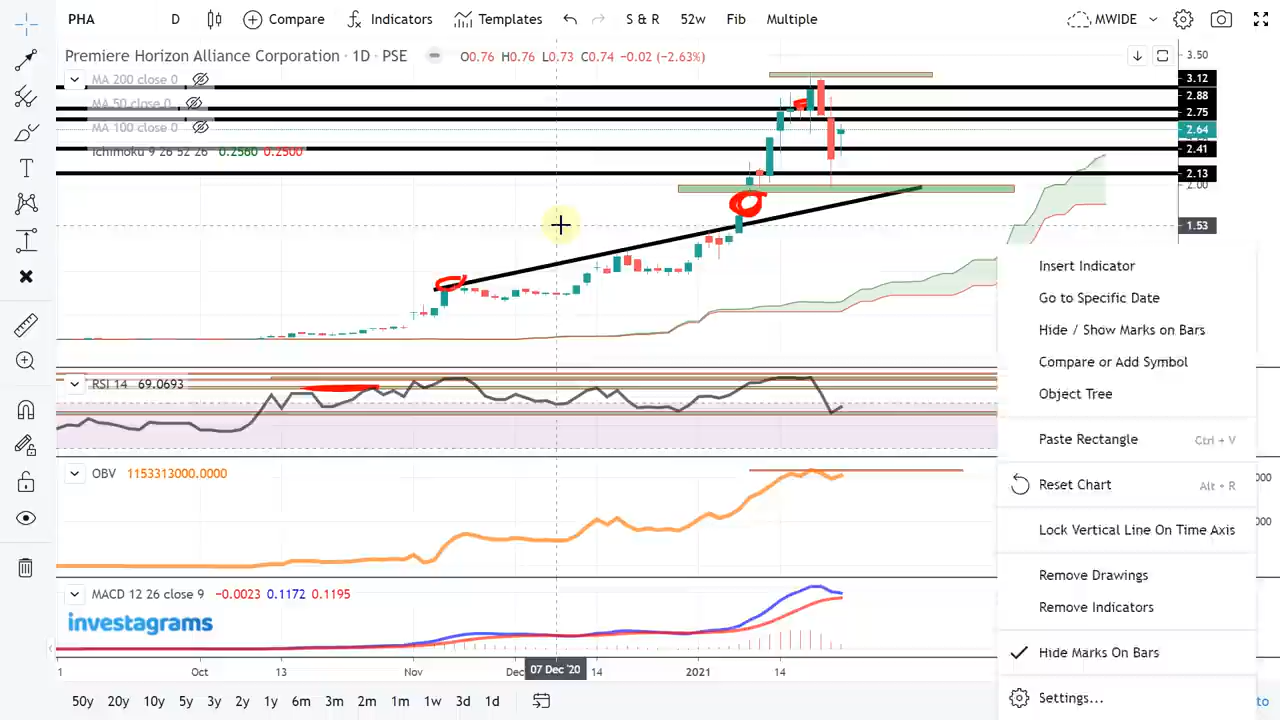 PHA D Compare Indicators Templates S & R 52w Fib Multiple MWIDE
Premiere Horizon Alliance Corporation · 1D · PSE O0.76 H0.76 L0.73 C0.74 −0.02 (−2.63%)
MA 200 close 0
MA 50 close 0
MA 100 close 0
Ichimoku 9 26 52 26 0.2560 0.2500
3.50
3.12
2.88
2.75
2.64
2.41
2.13
2.00
1.53
Insert Indicator
Go to Specific Date
Hide / Show Marks on Bars
Compare or Add Symbol
Object Tree
Paste Rectangle Ctrl + V
Reset Chart Alt + R
Lock Vertical Line On Time Axis
Remove Drawings
Remove Indicators
Hide Marks On Bars
Settings...
RSI 14 69.0693
OBV 1153313000.0000
MACD 12 26 close 9 −0.0023 0.1172 0.1195
investagrams
1 Oct 13 Nov Dec 07 Dec '20 14 2021 14
50y 20y 10y 5y 3y 2y 1y 6m 3m 2m 1m 1w 3d 1d